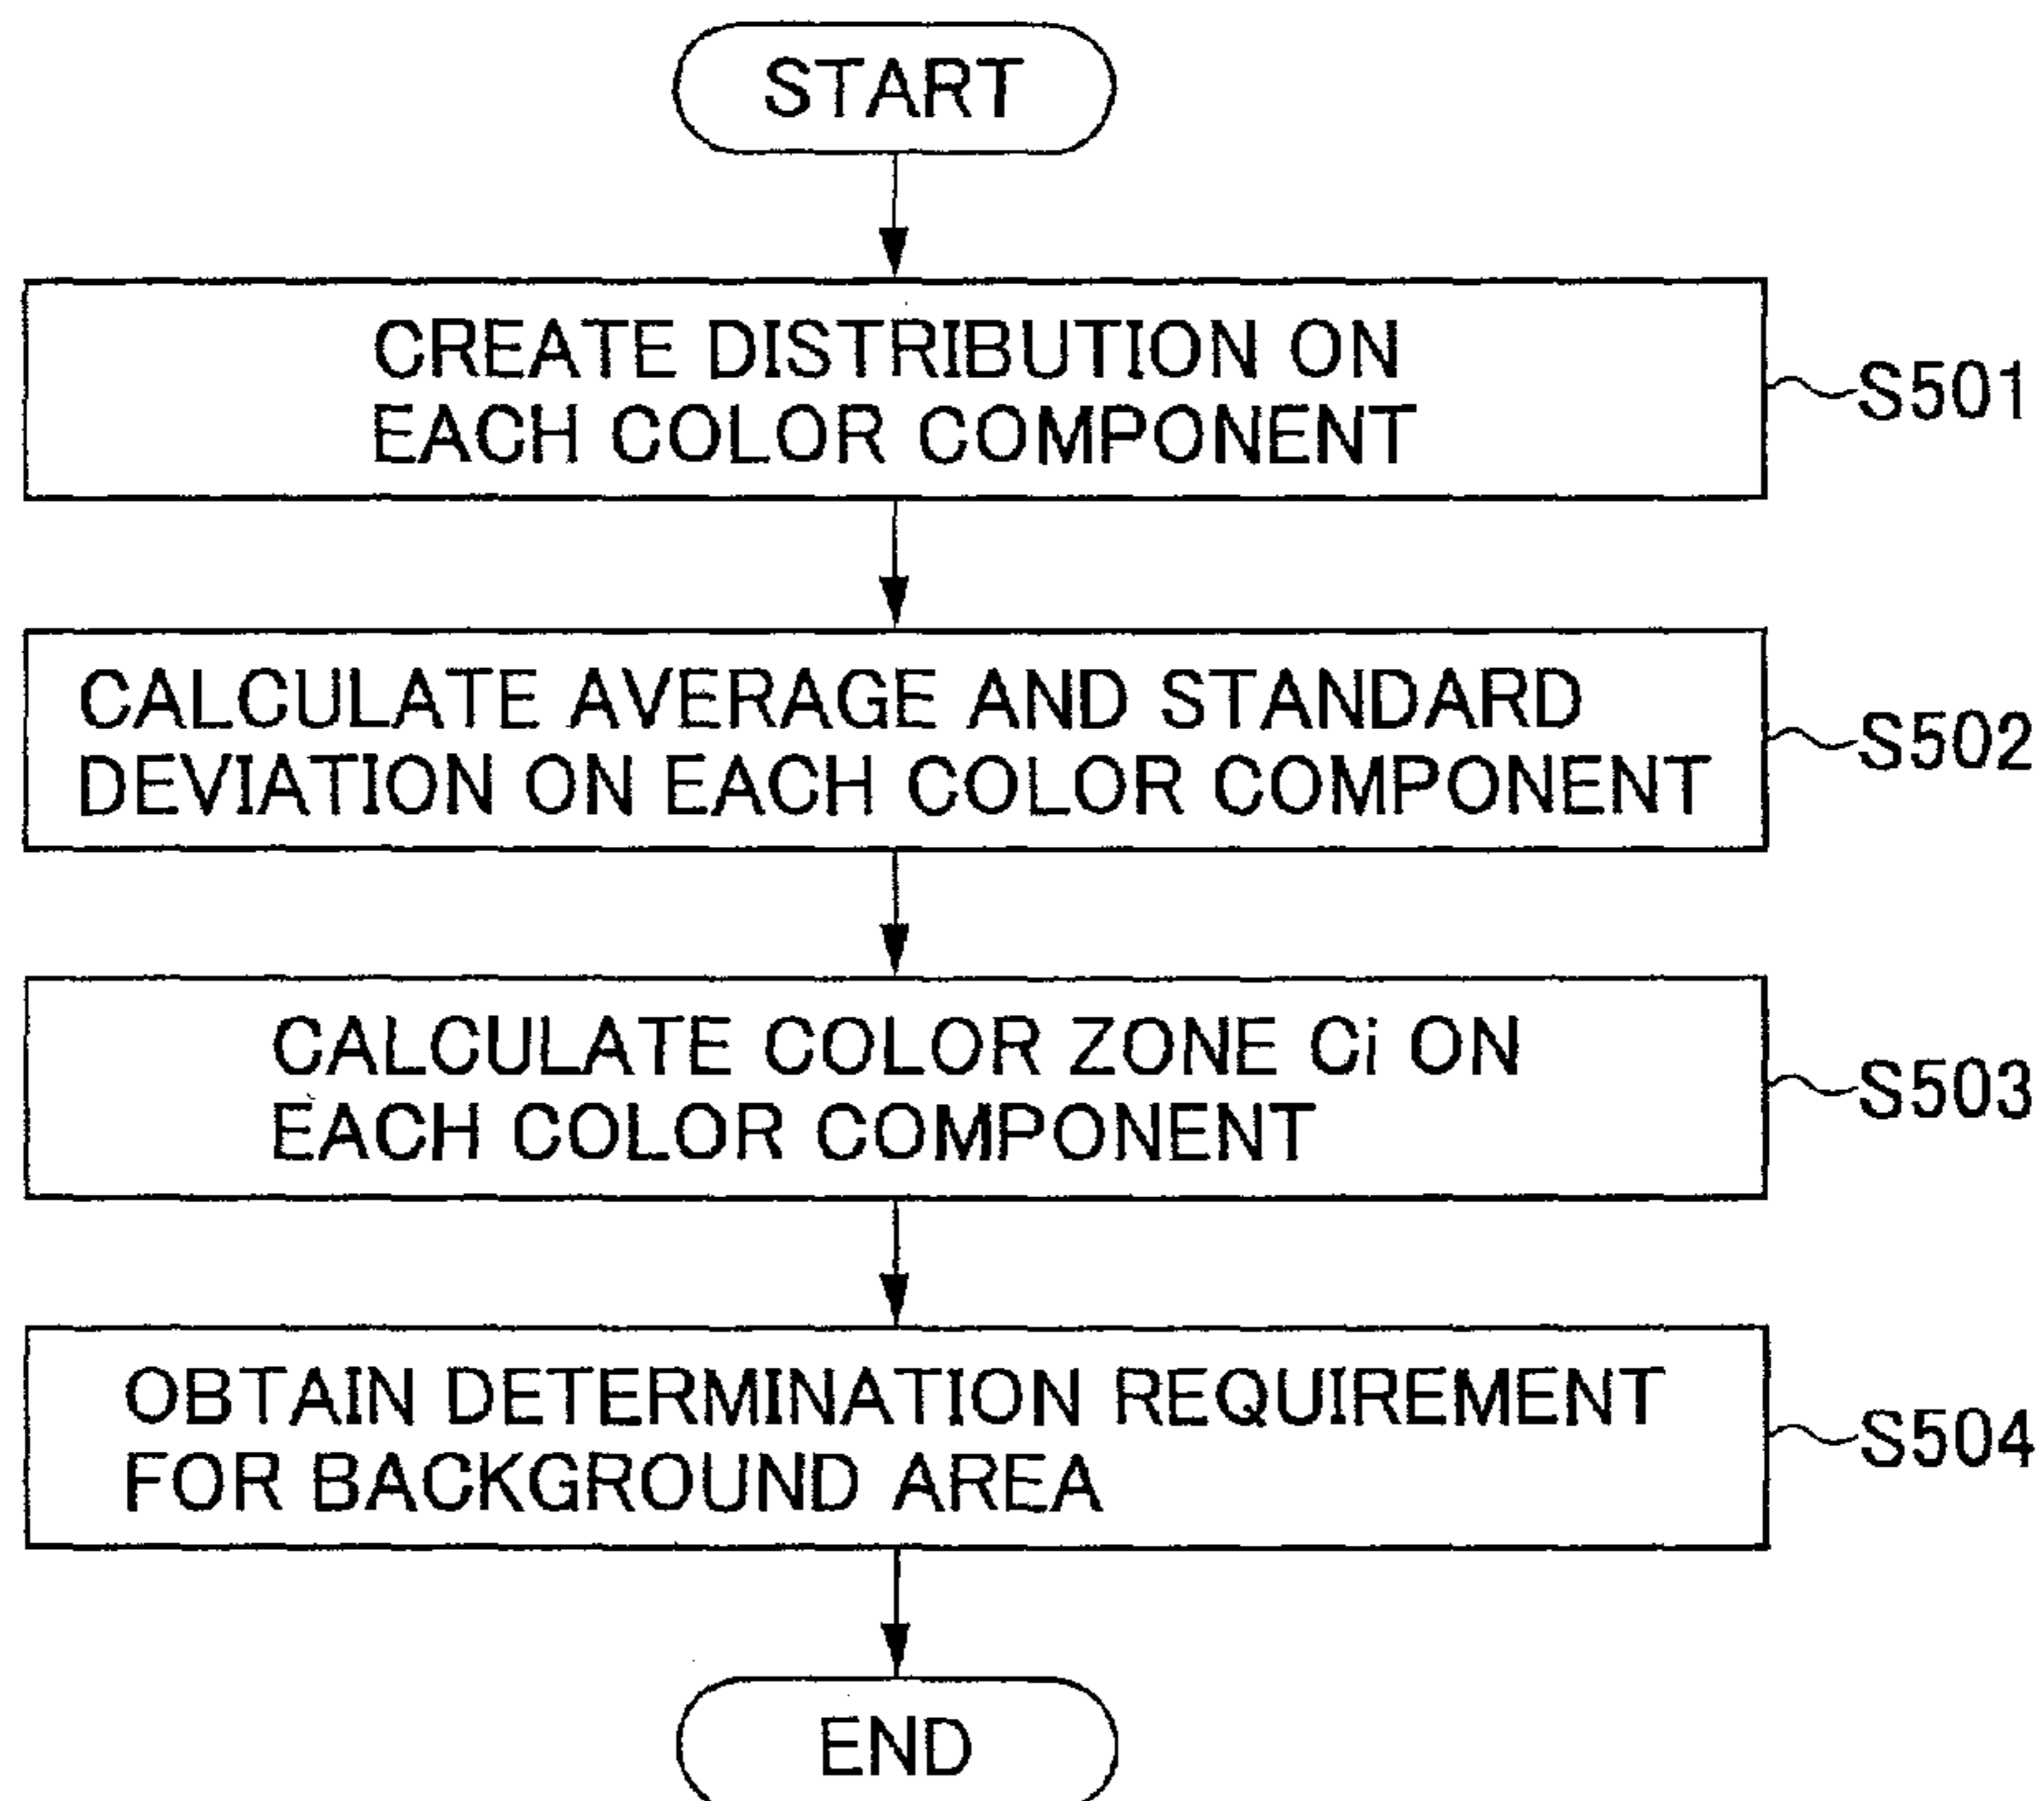 START
CREATE DISTRIBUTION ON
EACH COLOR COMPONENT
S501
CALCULATE AVERAGE AND STANDARD
DEVIATION ON EACH COLOR COMPONENT
S502
CALCULATE COLOR ZONE Ci ON
EACH COLOR COMPONENT
S503
OBTAIN DETERMINATION REQUIREMENT
FOR BACKGROUND AREA
S504
END